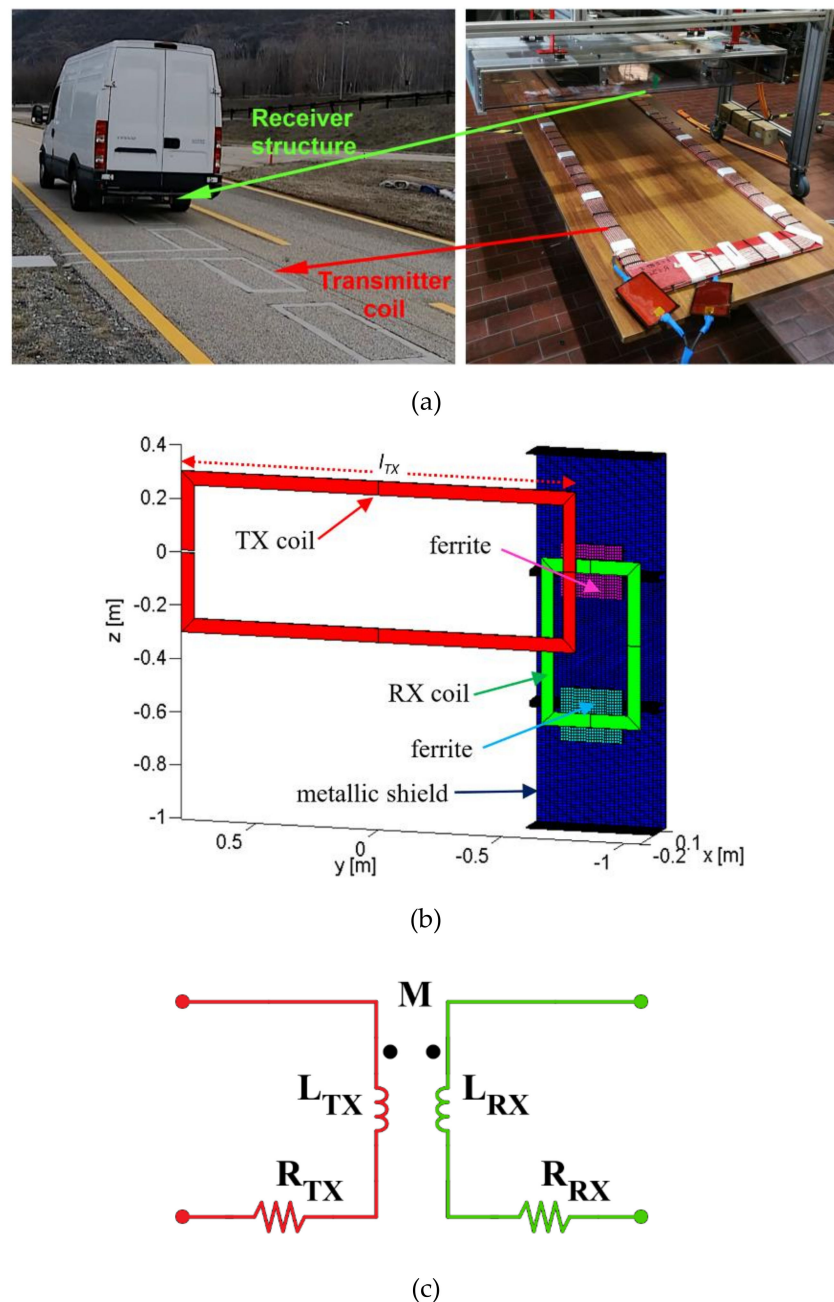 Receiver
structure
Transmitter
coil
(a)
0.4
0.2
0
-0.2
-0.4
-0.6
-0.8
-1
z [m]
l_TX
TX coil
ferrite
RX coil
ferrite
metallic shield
0.5
0
-0.5
-1
y [m]
0.1
-0.2
x [m]
(b)
M
L_TX
L_RX
R_TX
R_RX
(c)